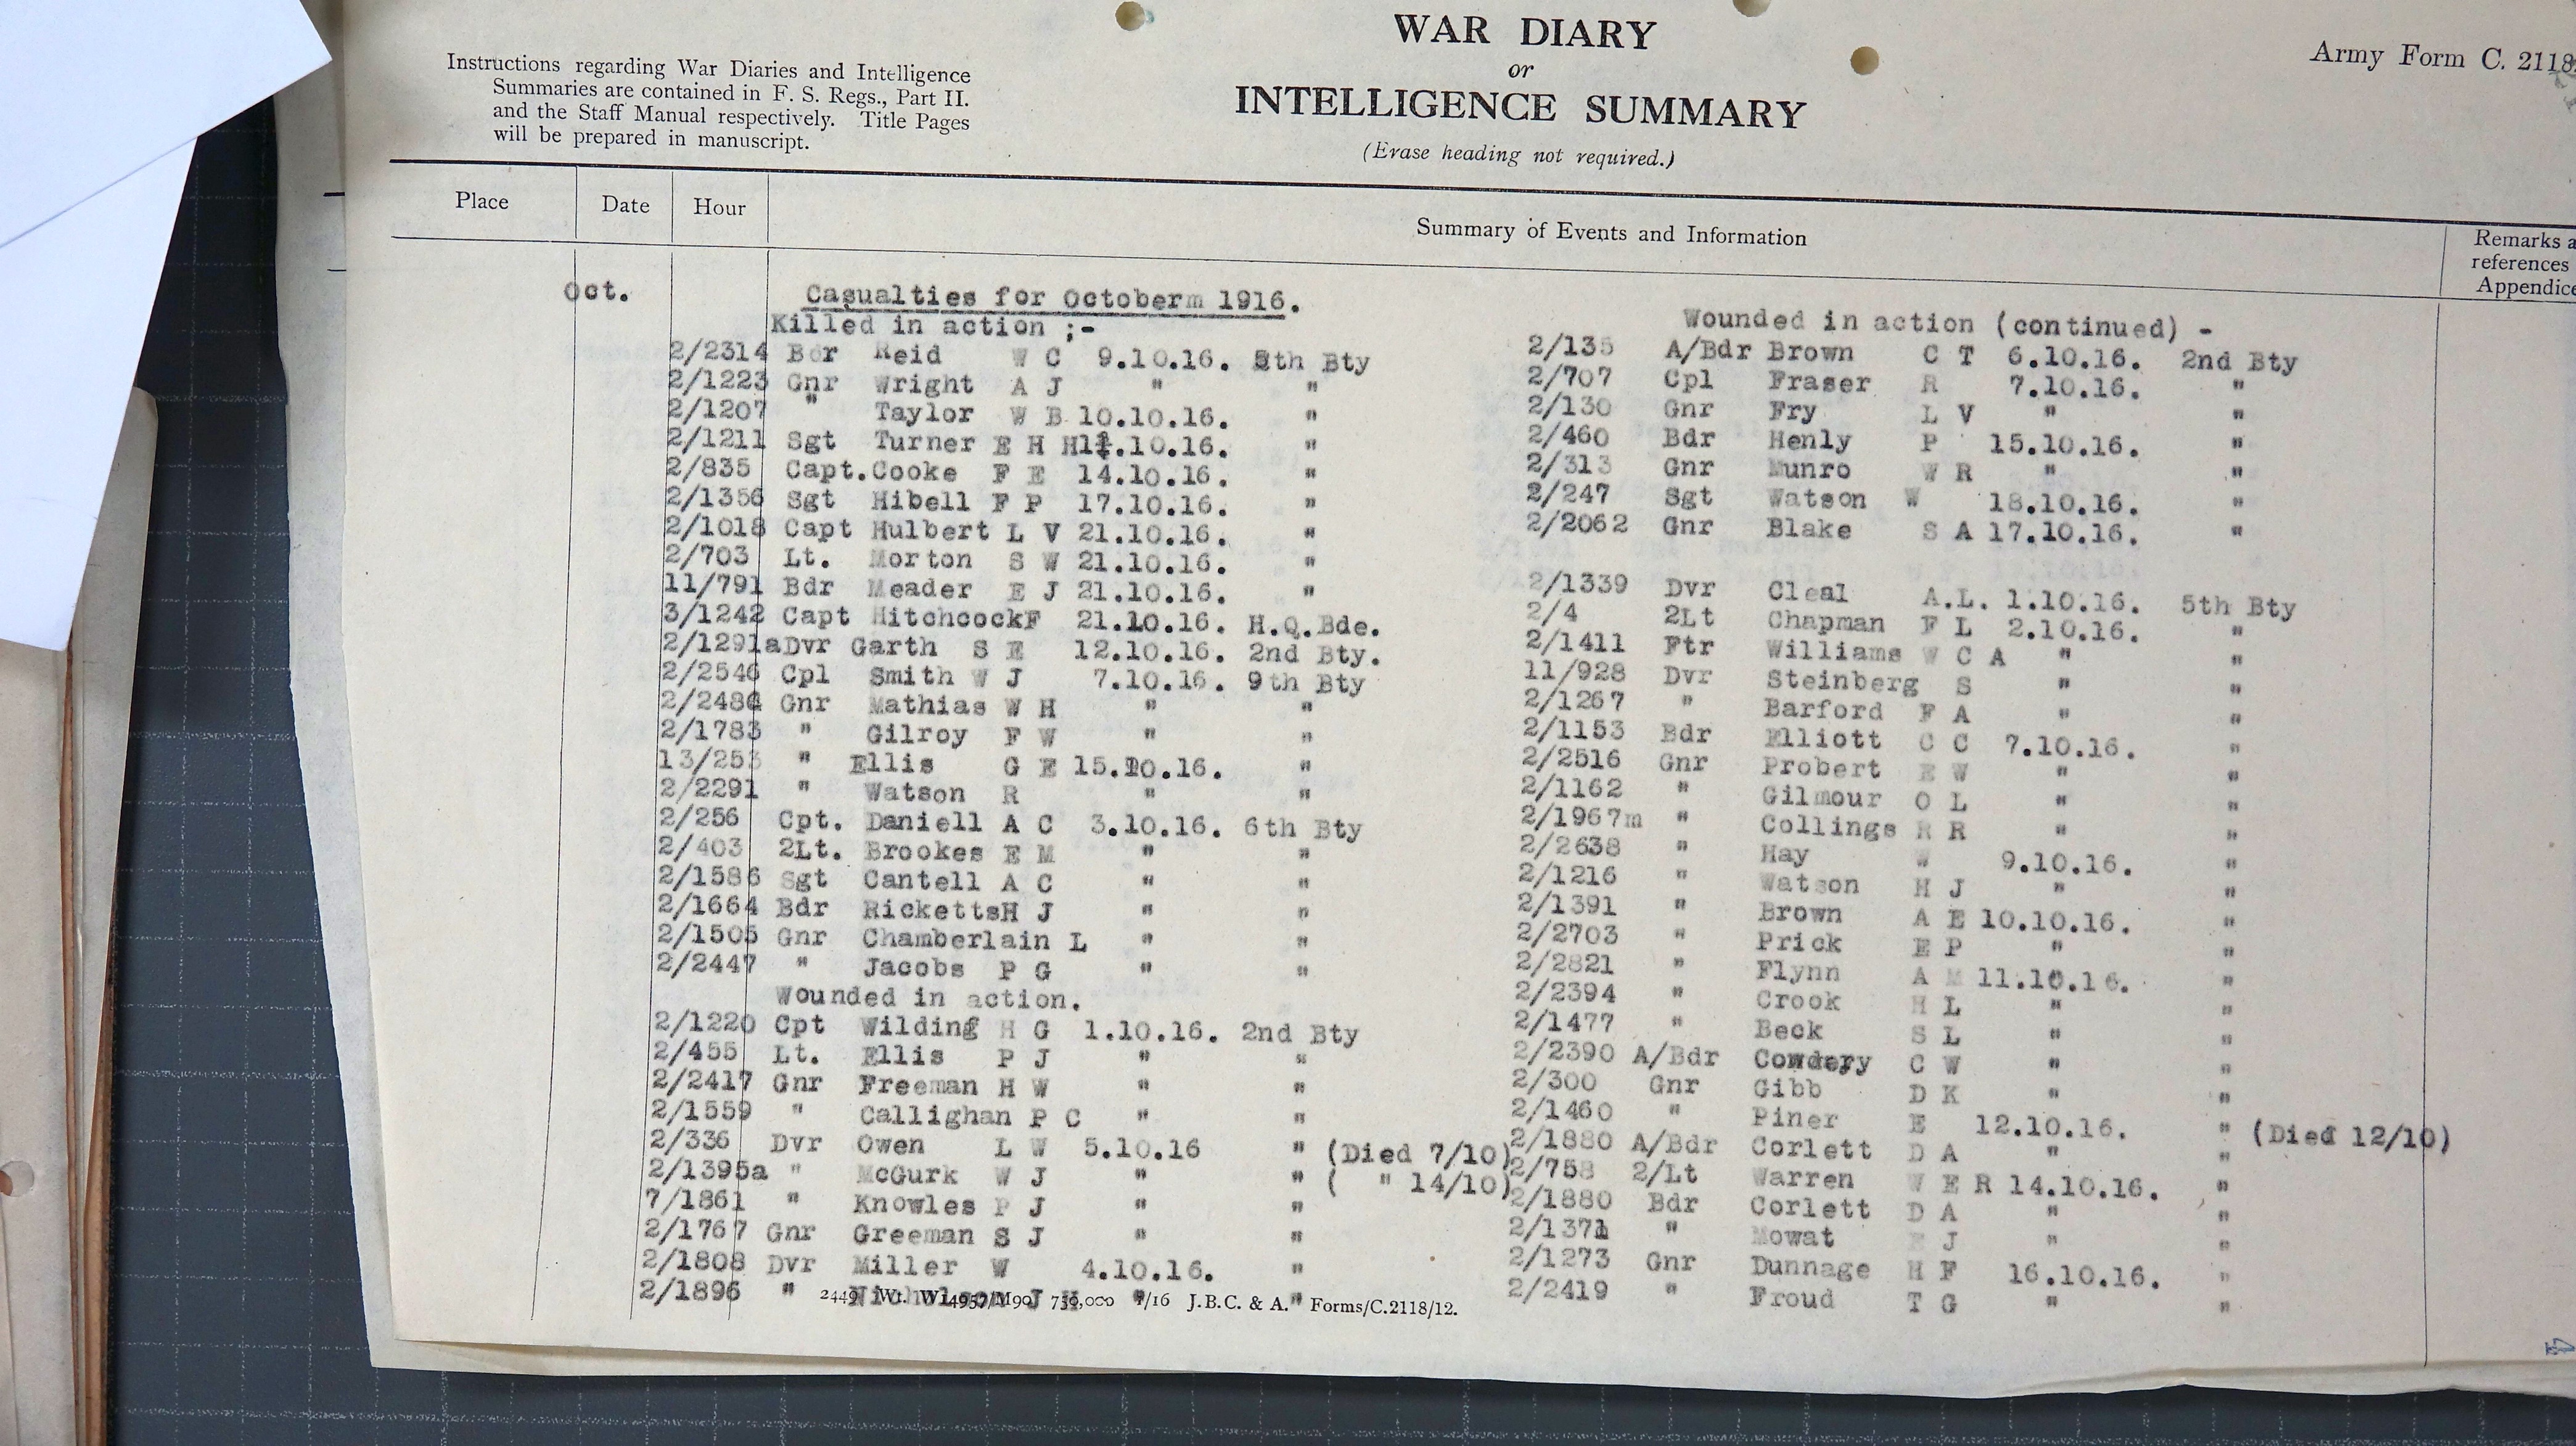 WAR DIARY
or
INTELLIGENCE SUMMARY
(Erase heading not required.)
Army Form C. 2118.
Instructions regarding War Diaries and Intelligence
Summaries are contained in F. S. Regs., Part II.
and the Staff Manual respectively. Title Pages
will be prepared in manuscript.
Place Date Hour Summary of Events and Information
Remarks a
references
Appendice
Oct.
Casualties for Octoberm 1916.
Killed in action ;-
2/2314 Bdr Reid W C 9.10.16. 5th Bty
2/1223 Gnr Wright A J " "
2/1207 " Taylor W B 10.10.16. "
2/1211 Sgt Turner E H H .10.16. "
2/835 Capt. Cooke F E 14.10.16. "
2/1356 Sgt Hibell F P 17.10.16. "
2/1018 Capt Hulbert L V 21.10.16. "
2/703 Lt. Morton S W 21.10.16. "
11/791 Bdr Meader E J 21.10.16. "
3/1242 Capt HitchcockF 21.10.16. H.Q.Bde.
2/1291aDvr Garth S E 12.10.16. 2nd Bty.
2/2546 Cpl Smith W J 7.10.16. 9th Bty
Gnr Mathias W H " "
2/1783 " Gilroy F W " "
13/253 " Ellis G E 15.10.16. "
2/2291 " Watson R " "
2/256 Cpt. Daniell A C 3.10.16. 6th Bty
2/403 2Lt. Brookes E M " "
2/1586 Sgt Cantell A C " "
2/1664 Bdr RickettsH J " "
2/1505 Gnr Chamberlain L " "
2/2447 " Jacobs P G " "
Wounded in action.
2/1220 Cpt Wilding H G 1.10.16. 2nd Bty
2/455 Lt. Ellis P J " "
2/2417 Gnr Freeman H W " "
2/1559 " Callighan P C " "
2/336 Dvr Owen L W 5.10.16 " (Died 7/10)
2/1395a " McGurk W J " " ( " 14/10)
7/1861 " Knowles P J " "
2/1767 Gnr Greeman S J " "
2/1808 Dvr Miller W 4.10.16. "
2/1896 " J H " "
Wounded in action (continued) -
2/135 A/Bdr Brown C T 6.10.16. 2nd Bty
2/707 Cpl Fraser R 7.10.16. "
2/130 Gnr Fry L V " "
2/460 Bdr Henly P 15.10.16. "
2/313 Gnr Munro W R " "
2/247 Sgt Watson W 18.10.16. "
2/2062 Gnr Blake S A 17.10.16. "
2/1339 Dvr Cleal A.L. 1.10.16. 5th Bty
2/4 2Lt Chapman F L 2.10.16. "
2/1411 Ftr Williams W C A " "
11/928 Dvr Steinberg S " "
2/1267 " Barford F A " "
2/1153 Bdr Elliott C C 7.10.16. "
2/2516 Gnr Probert E W " "
2/1162 " Gilmour O L " "
2/1967m " Collings R R " "
2/2638 " Hay W 9.10.16. "
2/1216 " Watson H J " "
2/1391 " Brown A E 10.10.16. "
2/2703 " Prick E P " "
2/2821 " Flynn A M 11.10.16. "
2/2394 " Crook H L " "
2/1477 " Beck S L " "
2/2390 A/Bdr Cowdery C W " "
2/300 Gnr Gibb D K " "
2/1460 " Piner E 12.10.16. " (Died 12/10)
2/1880 A/Bdr Corlett D A " "
2/758 2/Lt Warren W E R 14.10.16. "
2/1880 Bdr Corlett D A " "
2/1371 " Mowat E J " "
2/1273 Gnr Dunnage H F 16.10.16. "
2/2419 " Froud T G " "
2449 Wt. W14957/M90 750,000 1/16 J.B.C. & A. Forms/C.2118/12.